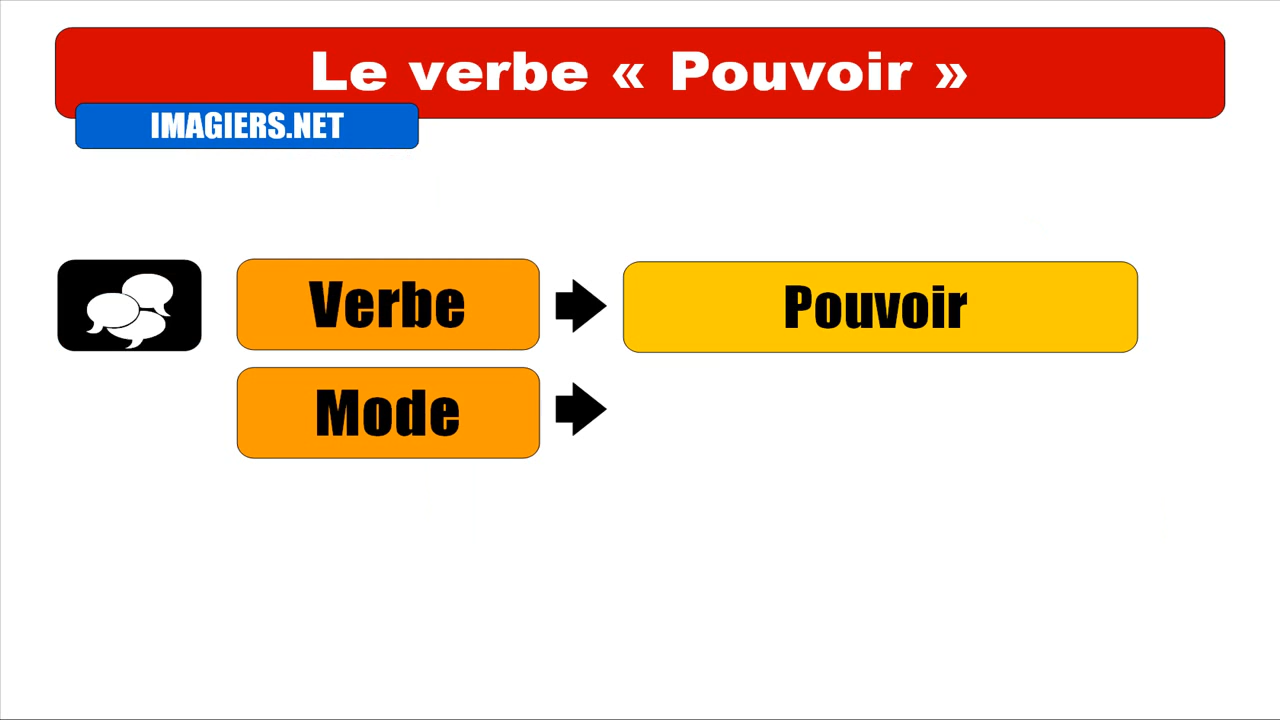 Le verbe « Pouvoir »
IMAGIERS.NET
Verbe
Pouvoir
Mode